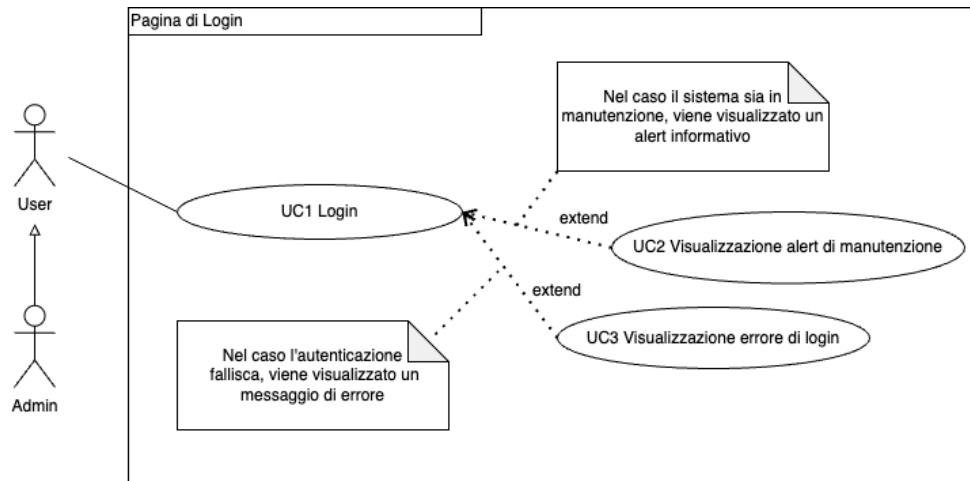 Pagina di Login
Nel caso il sistema sia in
manutenzione, viene visualizzato un
alert informativo
User
UC1 Login
extend
UC2 Visualizzazione alert di manutenzione
extend
UC3 Visualizzazione errore di login
Nel caso l'autenticazione
fallisca, viene visualizzato un
messaggio di errore
Admin